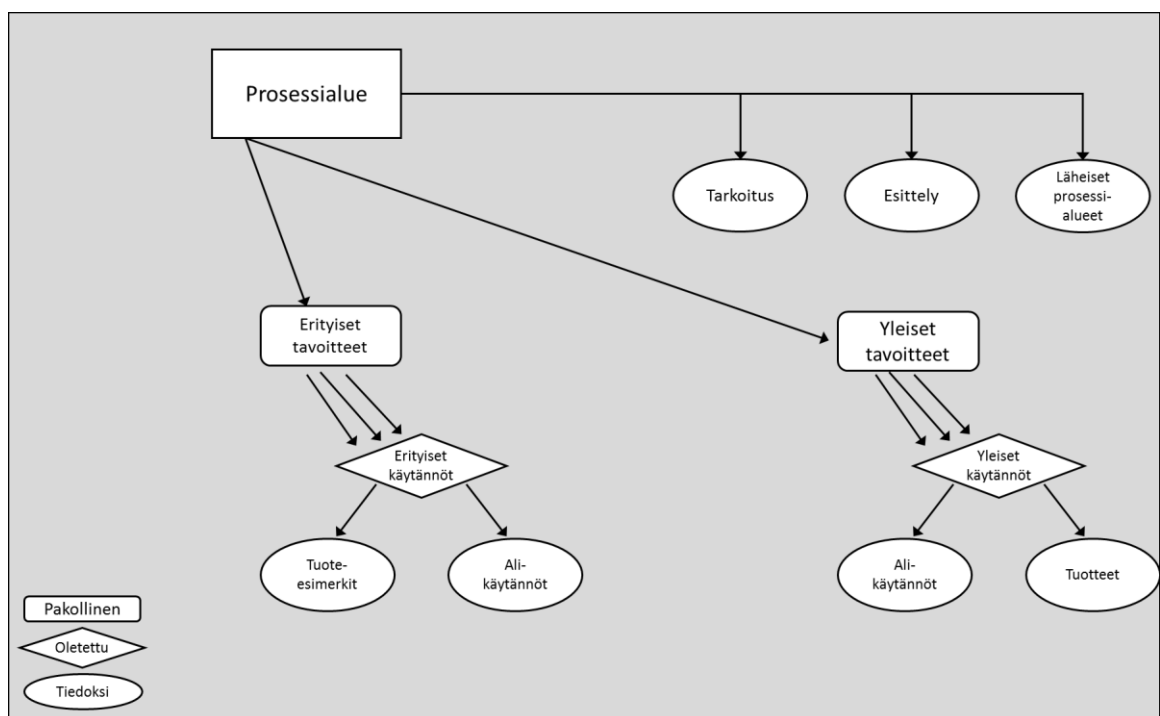 Prosessialue
Tarkoitus
Esittely
Läheiset
prosessi-
alueet
Erityiset
tavoitteet
Yleiset
tavoitteet
Erityiset
käytännöt
Yleiset
käytännöt
Tuote-
esimerkit
Ali-
käytännöt
Ali-
käytännöt
Tuotteet
Pakollinen
Oletettu
Tiedoksi